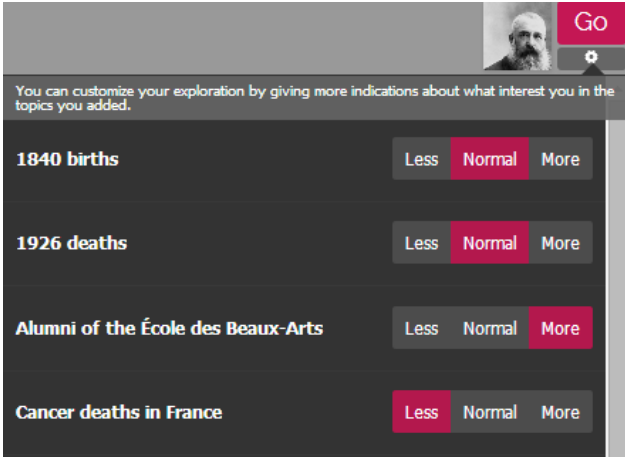 Go
You can customize your exploration by giving more indications about what interest you in the
topics you added.
1840 births Less Normal More
1926 deaths Less Normal More
Alumni of the École des Beaux-Arts Less Normal More
Cancer deaths in France Less Normal More